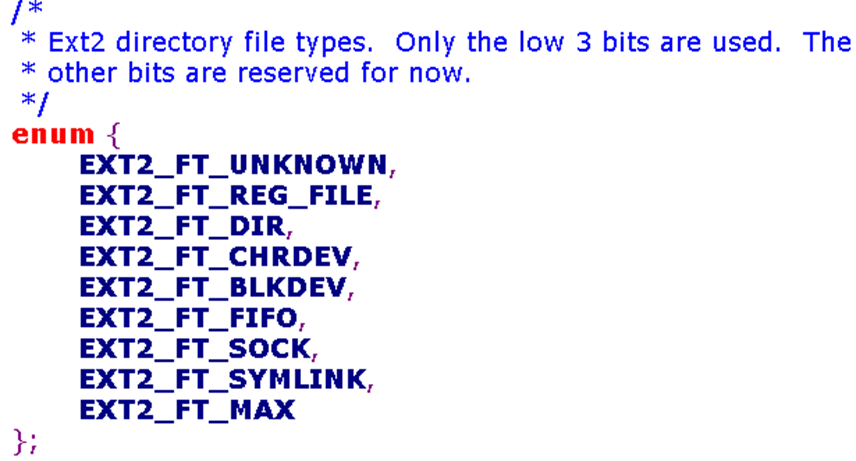 /*
 * Ext2 directory file types.  Only the low 3 bits are used.  The
 * other bits are reserved for now.
 */
enum {
     EXT2_FT_UNKNOWN,
     EXT2_FT_REG_FILE,
     EXT2_FT_DIR,
     EXT2_FT_CHRDEV,
     EXT2_FT_BLKDEV,
     EXT2_FT_FIFO,
     EXT2_FT_SOCK,
     EXT2_FT_SYMLINK,
     EXT2_FT_MAX
};